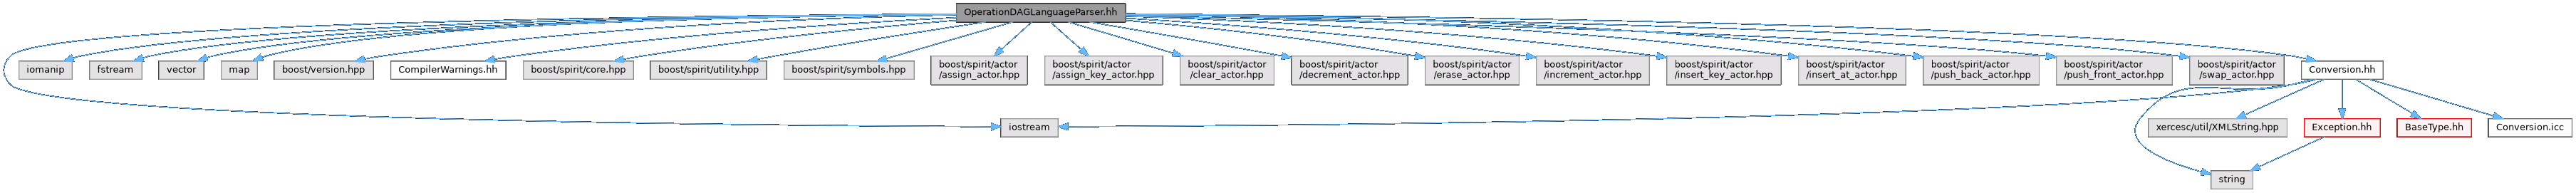 OperationDAGLanguageParser.hh
iomanip
fstream
vector
map
boost/version.hpp
CompilerWarnings.hh
boost/spirit/core.hpp
boost/spirit/utility.hpp
boost/spirit/symbols.hpp
boost/spirit/actor
/assign_actor.hpp
boost/spirit/actor
/assign_key_actor.hpp
boost/spirit/actor
/clear_actor.hpp
boost/spirit/actor
/decrement_actor.hpp
boost/spirit/actor
/erase_actor.hpp
boost/spirit/actor
/increment_actor.hpp
boost/spirit/actor
/insert_key_actor.hpp
boost/spirit/actor
/insert_at_actor.hpp
boost/spirit/actor
/push_back_actor.hpp
boost/spirit/actor
/push_front_actor.hpp
boost/spirit/actor
/swap_actor.hpp
Conversion.hh
iostream
xercesc/util/XMLString.hpp
Exception.hh
BaseType.hh
Conversion.icc
string